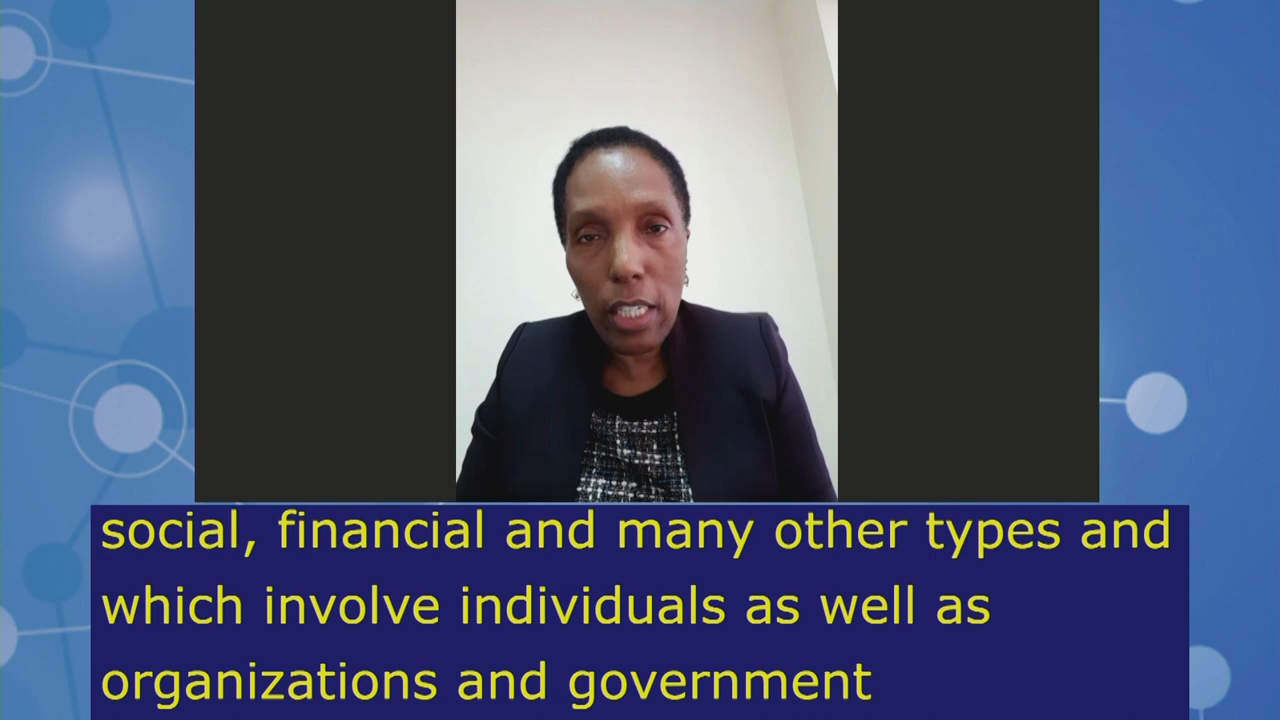 social, financial and many other types and
which involve individuals as well as
organizations and government